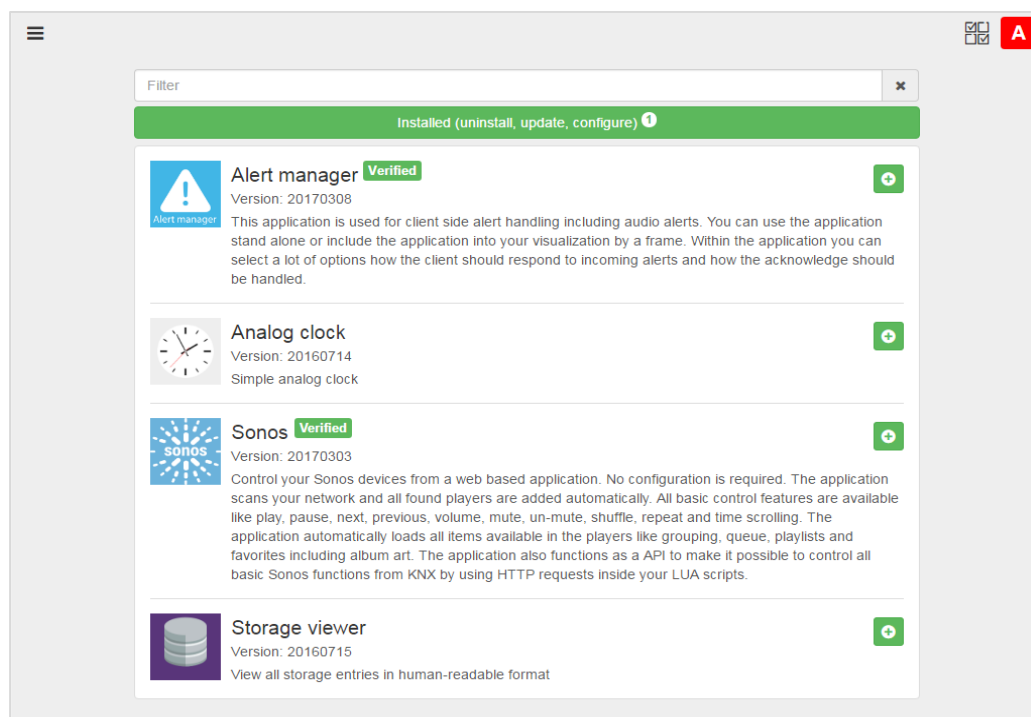 A
Filter
Installed (uninstall, update, configure) 1
Alert manager Verified
Version: 20170308
Alert manager
This application is used for client side alert handling including audio alerts. You can use the application
stand alone or include the application into your visualization by a frame. Within the application you can
select a lot of options how the client should respond to incoming alerts and how the acknowledge should
be handled.
Analog clock
Version: 20160714
Simple analog clock
Sonos Verified
sonos
Version: 20170303
Control your Sonos devices from a web based application. No configuration is required. The application
scans your network and all found players are added automatically. All basic control features are available
like play, pause, next, previous, volume, mute, un-mute, shuffle, repeat and time scrolling. The
application automatically loads all items available in the players like grouping, queue, playlists and
favorites including album art. The application also functions as a API to make it possible to control all
basic Sonos functions from KNX by using HTTP requests inside your LUA scripts.
Storage viewer
Version: 20160715
View all storage entries in human-readable format